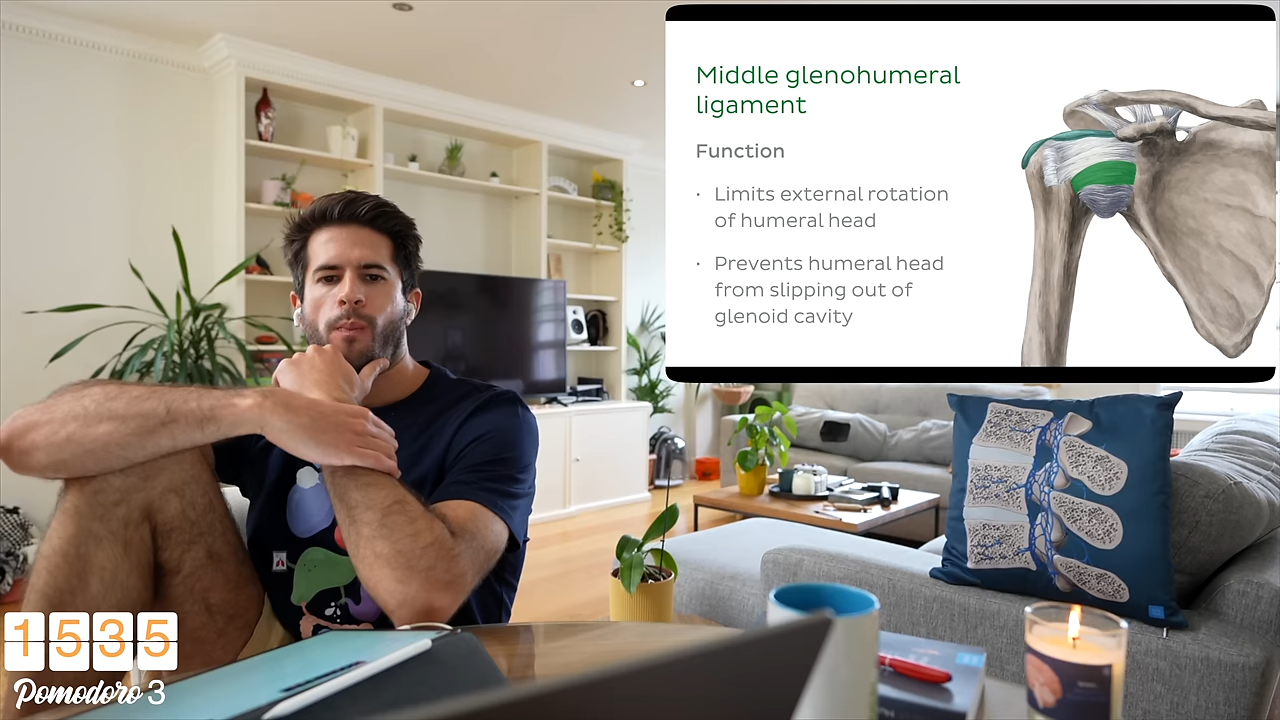 Middle glenohumeral
ligament
Function
· Limits external rotation
of humeral head
· Prevents humeral head
from slipping out of
glenoid cavity
1535
Pomodoro 3